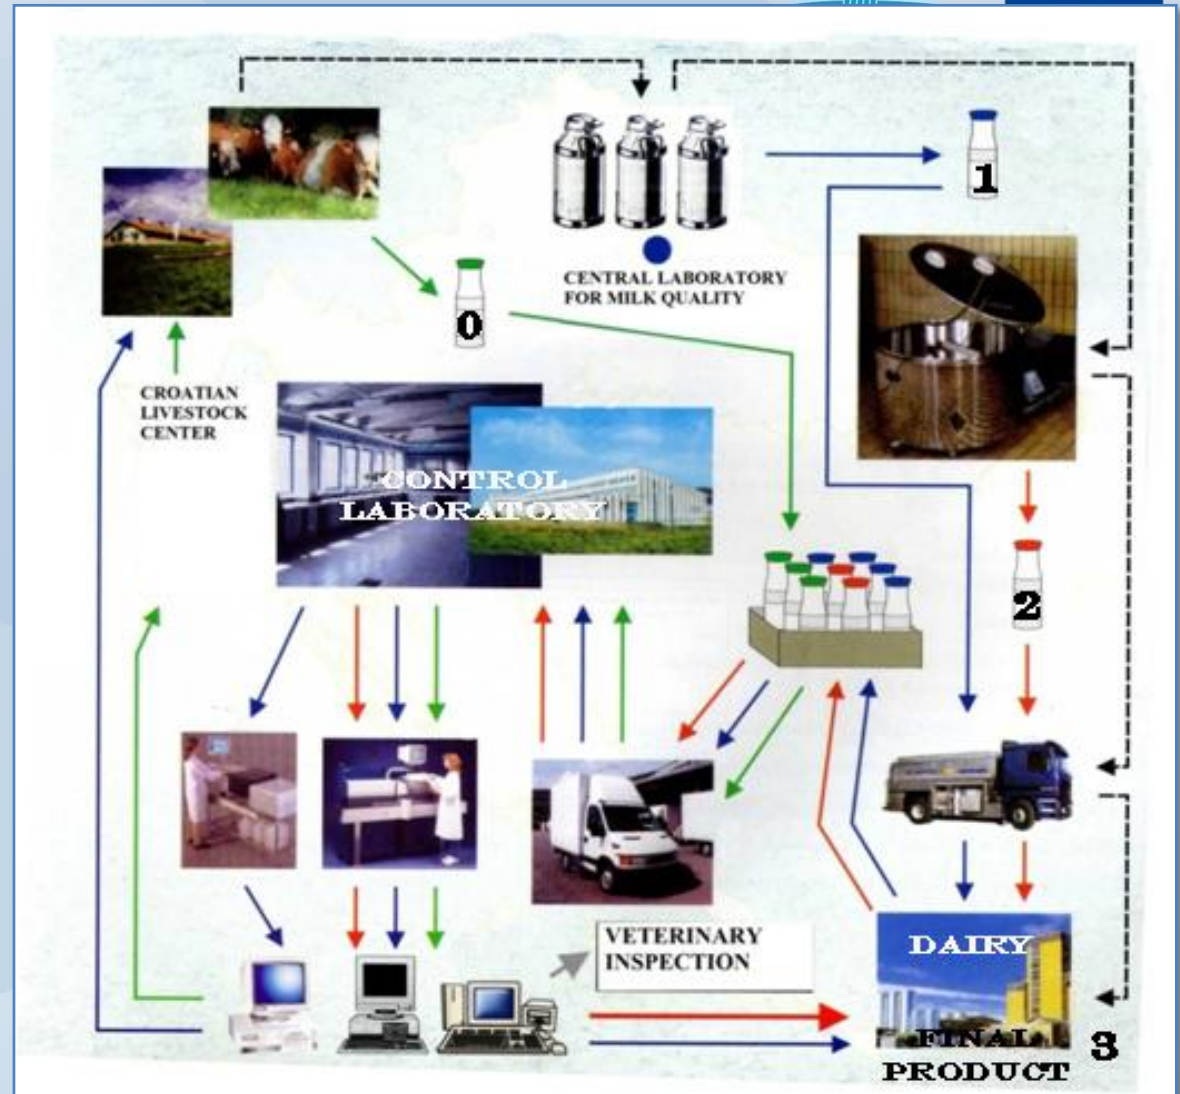 1
CENTRAL LABORATORY
FOR MILK QUALITY
0
CROATIAN
LIVESTOCK
CENTER
CONTROL
LABORATORY
2
VETERINARY
INSPECTION
DAIRY
FINAL
PRODUCT
3